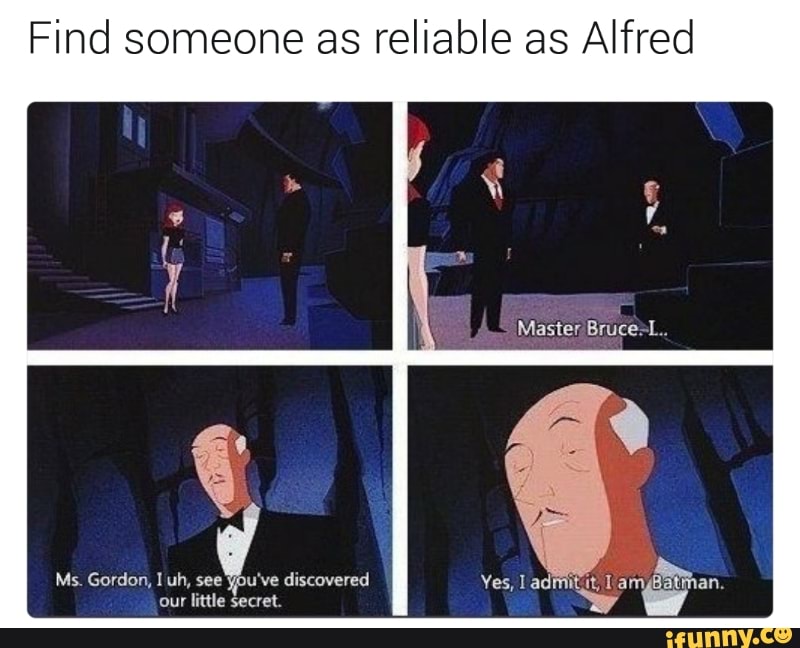 Find someone as reliable as Alfred
Master Bruce. I...
Ms. Gordon, I uh, see you've discovered
our little secret.
Yes, I admit it, I am Batman.
ifunny.co